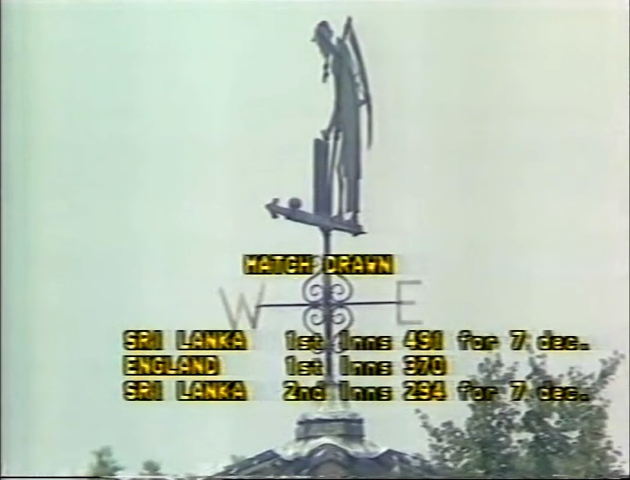 MATCH DRAWN
W E
SRI LANKA 1st Inns 491 for 7 dec.
ENGLAND 1st Inns 370
SRI LANKA 2nd Inns 294 for 7 dec.